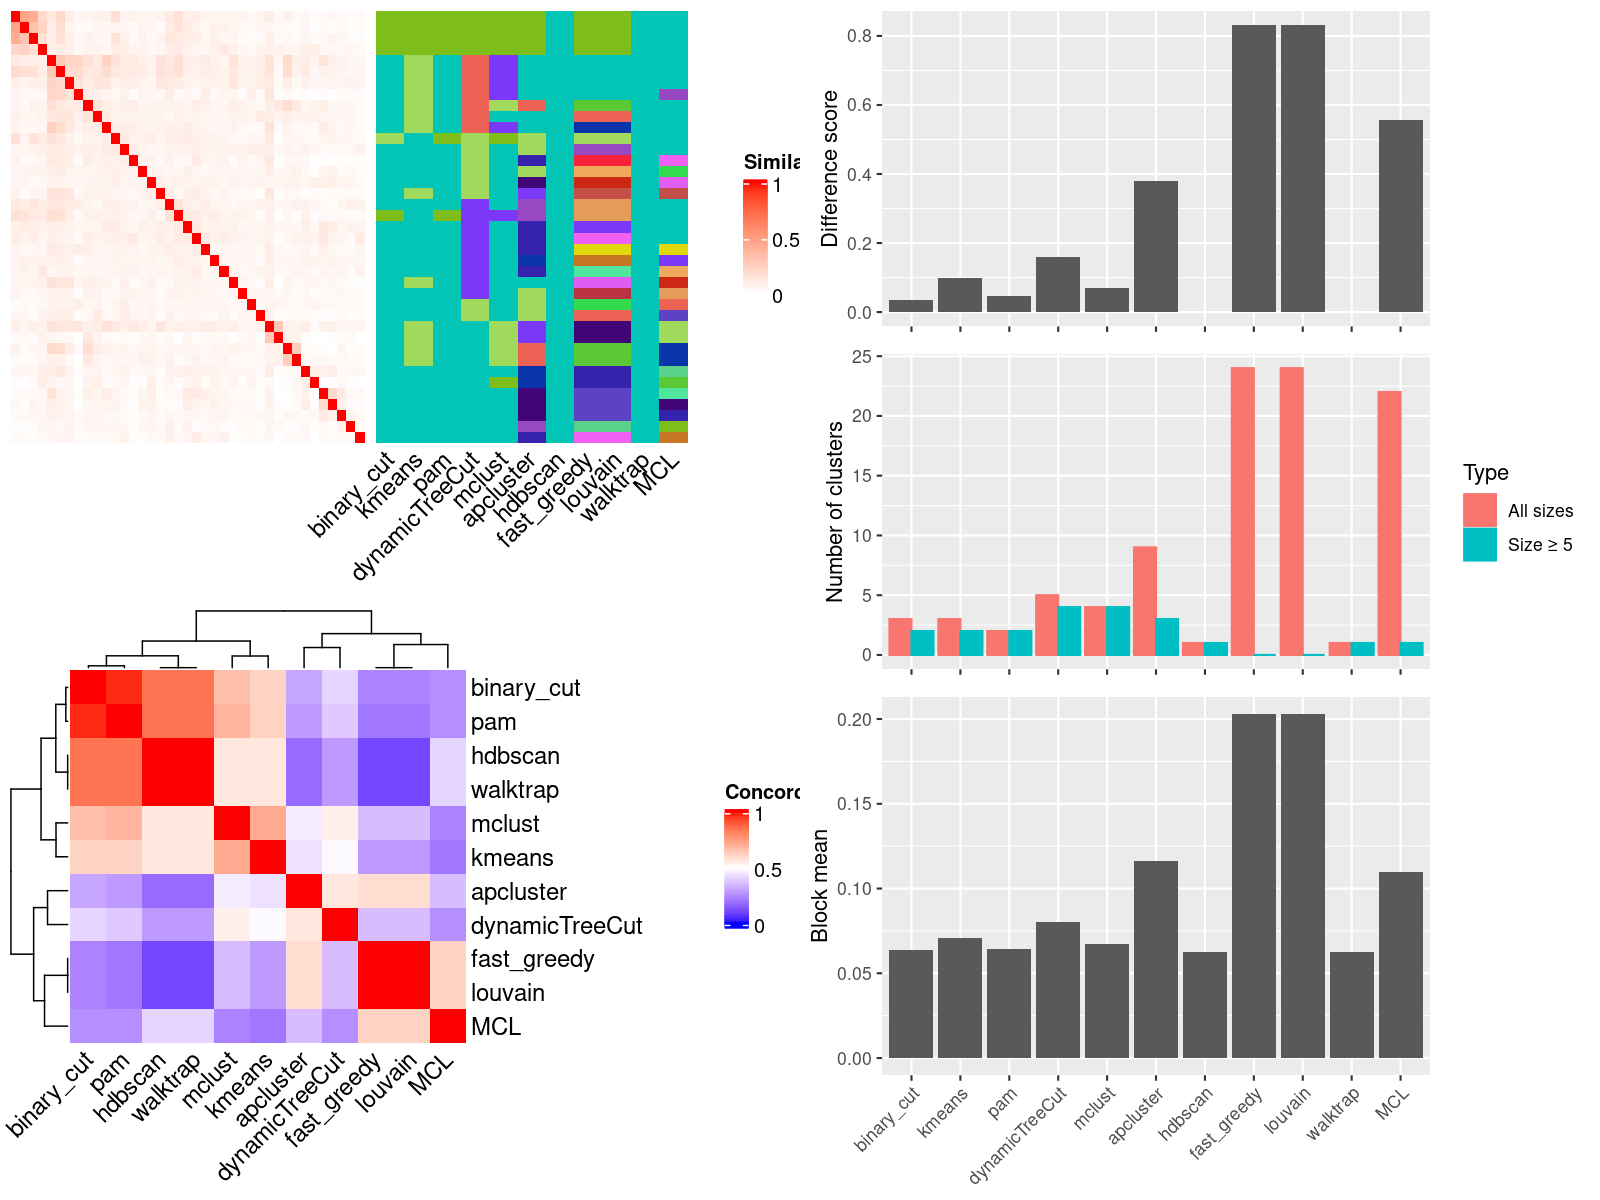 Simila
1
0.5
0
binary_cut
kmeans
pam
dynamicTreeCut
mclust
apcluster
hdbscan
fast_greedy
louvain
walktrap
MCL
binary_cut
pam
hdbscan
walktrap
mclust
kmeans
apcluster
dynamicTreeCut
fast_greedy
louvain
MCL
Concord
1
0.5
0
binary_cut
pam
hdbscan
walktrap
mclust
kmeans
apcluster
dynamicTreeCut
fast_greedy
louvain
MCL
Difference score
0.8
0.6
0.4
0.2
0.0
Number of clusters
25
20
15
10
5
0
Type
All sizes
Size ≥ 5
Block mean
0.20
0.15
0.10
0.05
0.00
binary_cut
kmeans
pam
dynamicTreeCut
mclust
apcluster
hdbscan
fast_greedy
louvain
walktrap
MCL